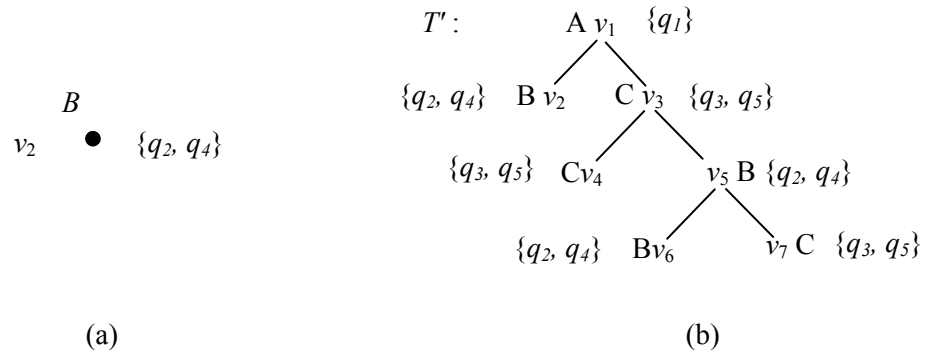 T' : A v₁ {q₁}
B
{q₂, q₄} B v₂ C v₃ {q₃, q₅}
v₂ {q₂, q₄}
{q₃, q₅} Cv₄ v₅ B {q₂, q₄}
{q₂, q₄} Bv₆ v₇ C {q₃, q₅}
(a) (b)